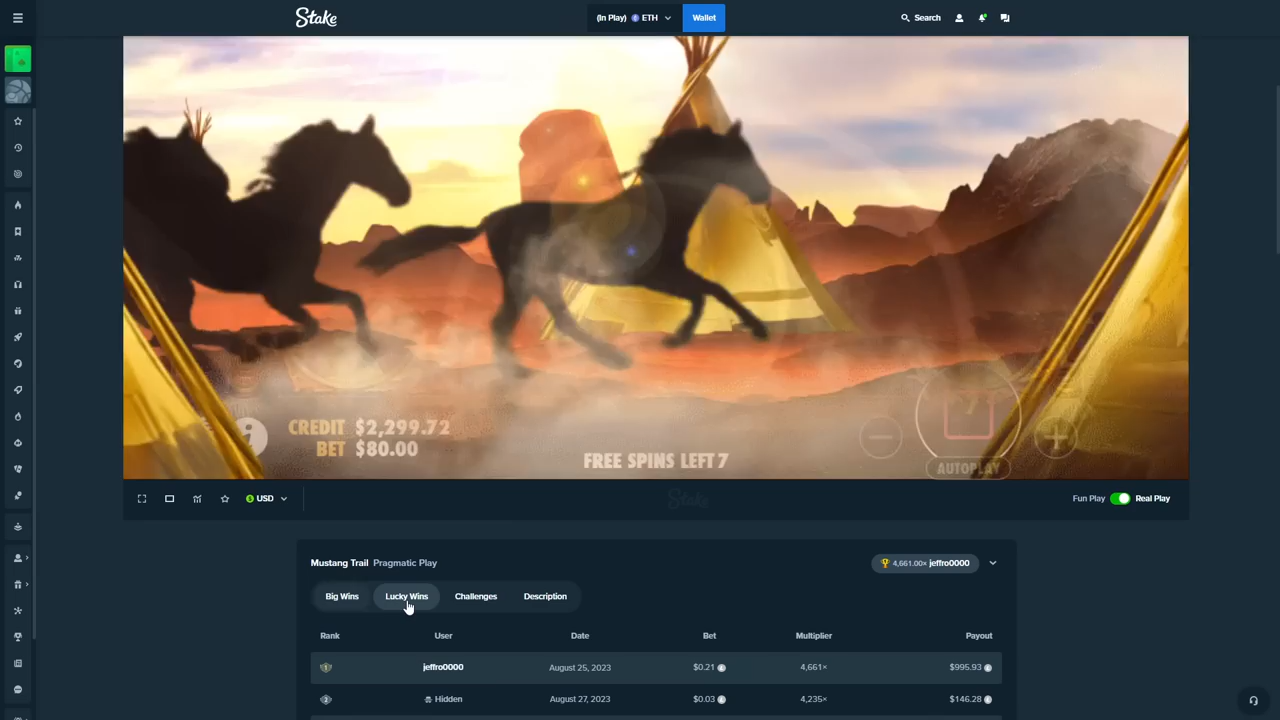 Stake
(In Play) ETH
Wallet
Search
CREDIT $2,299.72
BET $80.00
FREE SPINS LEFT 7
AUTOPLAY
USD
Stake
Fun Play
Real Play
Mustang Trail Pragmatic Play
4,661.00× jeffro0000
Big Wins Lucky Wins Challenges Description
Rank User Date Bet Multiplier Payout
1 jeffro0000 August 25, 2023 $0.21 4,661× $995.93
2 Hidden August 27, 2023 $0.03 4,235× $146.28